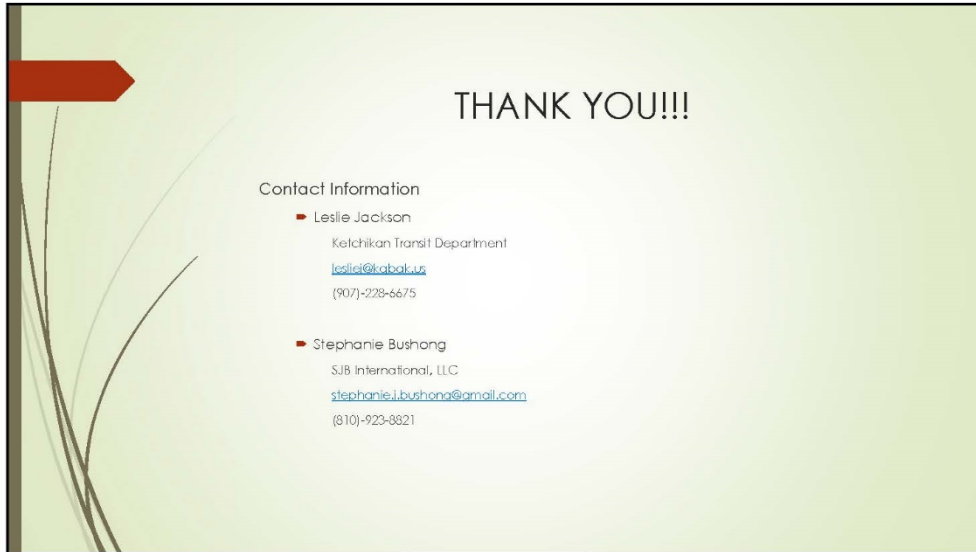 THANK YOU!!!
Contact Information
Leslie Jackson
Ketchikan Transit Department
lesliej@kgbak.us
(907)-228-6675
Stephanie Bushong
SJB International, LLC
stephanie.j.bushong@gmail.com
(810)-923-8821